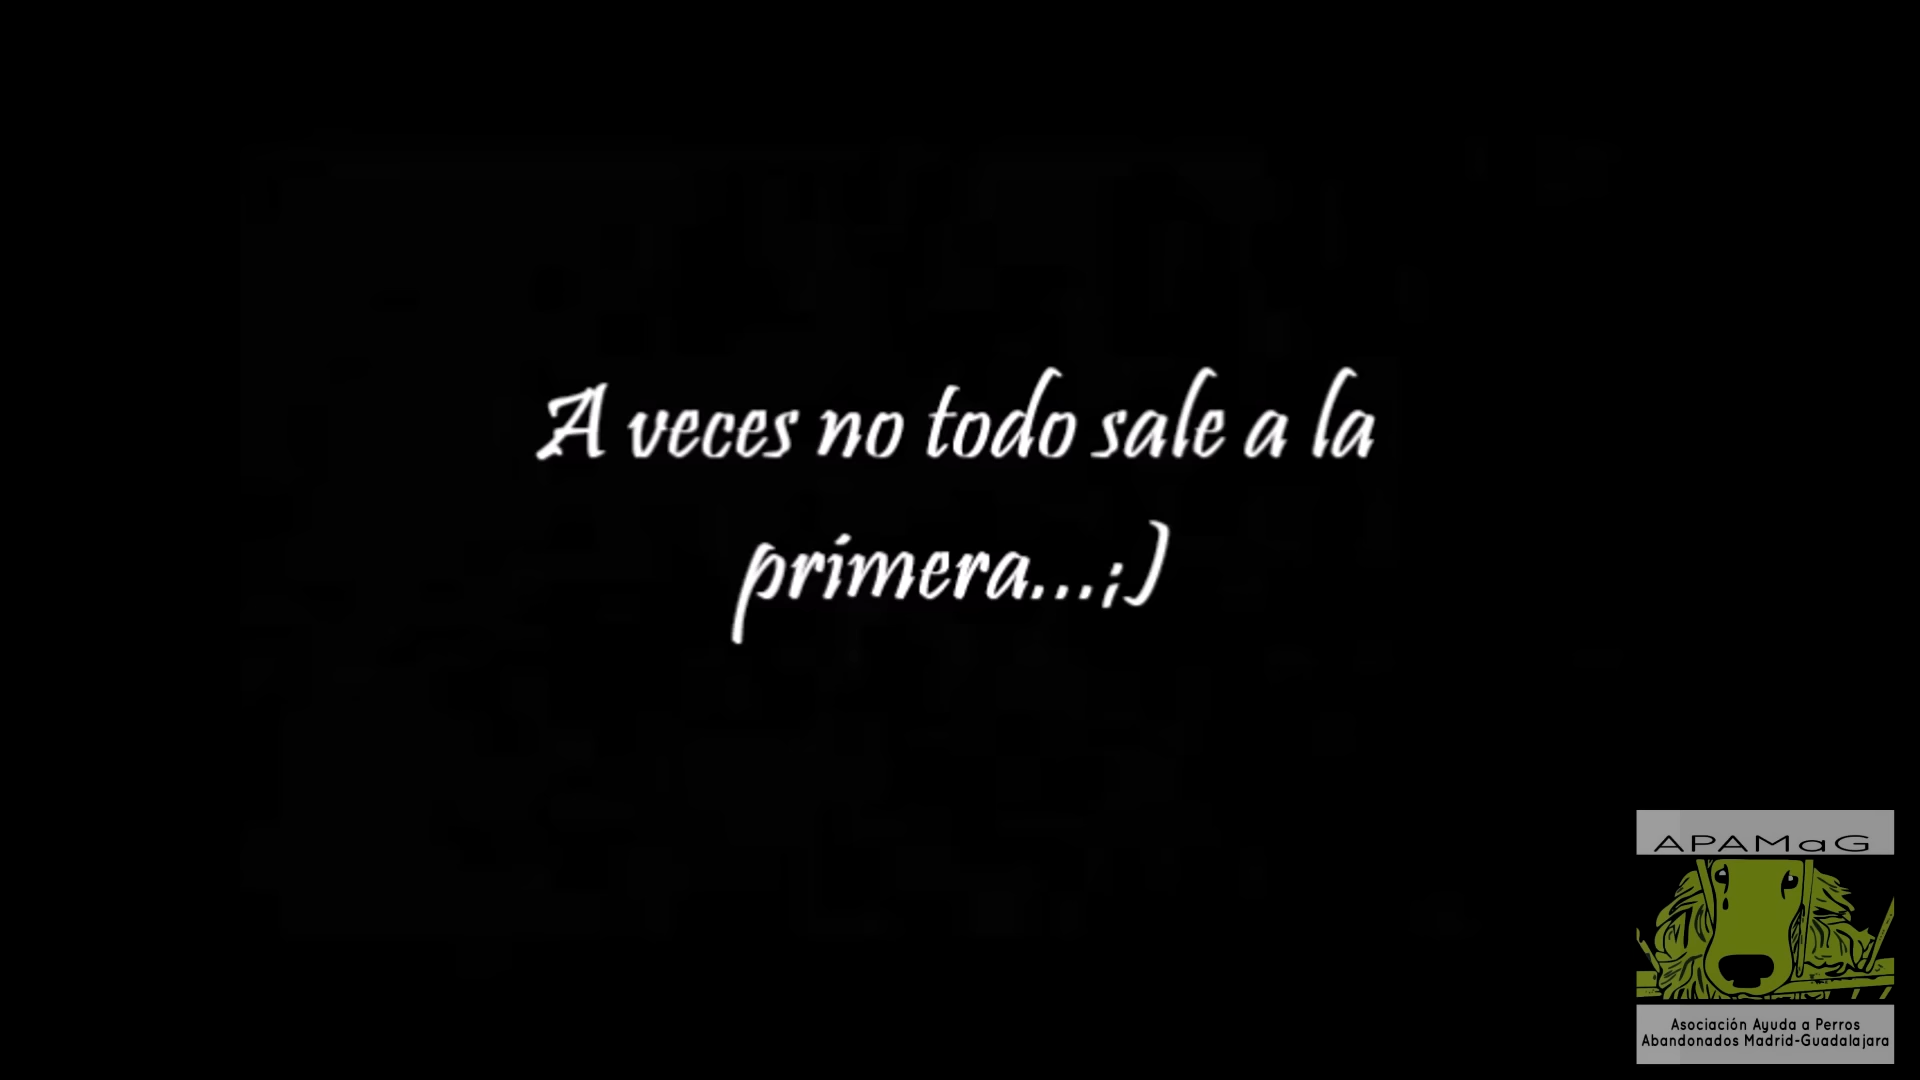 A veces no todo sale a la
primera...;)
APAMaG
Asociación Ayuda a Perros
Abandonados Madrid-Guadalajara